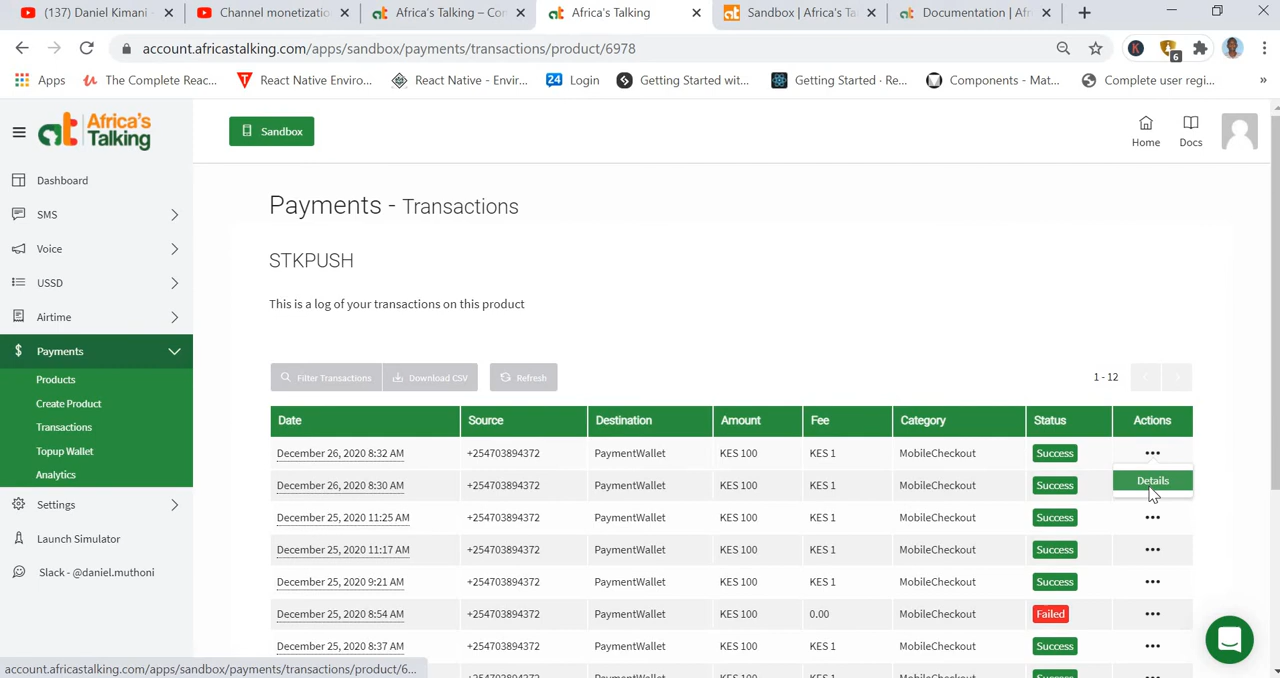 (137) Daniel Kimani - Channel monetizatio Africa's Talking – Con Africa's Talking Sandbox | Africa's Ta Documentation | Afr
account.africastalking.com/apps/sandbox/payments/transactions/product/6978
K 6
Apps The Complete Reac... React Native Enviro... React Native - Envir... 24 Login Getting Started wit... Getting Started · Re... Components - Mat... Complete user regi... »
at Africa's Talking
Sandbox
Home Docs
Dashboard
SMS
Voice
USSD
Airtime
$ Payments
Products
Create Product
Transactions
Topup Wallet
Analytics
Settings
Launch Simulator
Slack - @daniel.muthoni
Payments - Transactions
STKPUSH
This is a log of your transactions on this product
Filter Transactions Download CSV Refresh 1 - 12
Date Source Destination Amount Fee Category Status Actions
December 26, 2020 8:32 AM +254703894372 PaymentWallet KES 100 KES 1 MobileCheckout Success •••
Details
December 26, 2020 8:30 AM +254703894372 PaymentWallet KES 100 KES 1 MobileCheckout Success
December 25, 2020 11:25 AM +254703894372 PaymentWallet KES 100 KES 1 MobileCheckout Success •••
December 25, 2020 11:17 AM +254703894372 PaymentWallet KES 100 KES 1 MobileCheckout Success •••
December 25, 2020 9:21 AM +254703894372 PaymentWallet KES 100 KES 1 MobileCheckout Success •••
December 25, 2020 8:54 AM +254703894372 PaymentWallet KES 100 0.00 MobileCheckout Failed •••
December 25, 2020 8:37 AM +254703894372 PaymentWallet KES 100 KES 1 MobileCheckout Success •••
account.africastalking.com/apps/sandbox/payments/transactions/product/6...